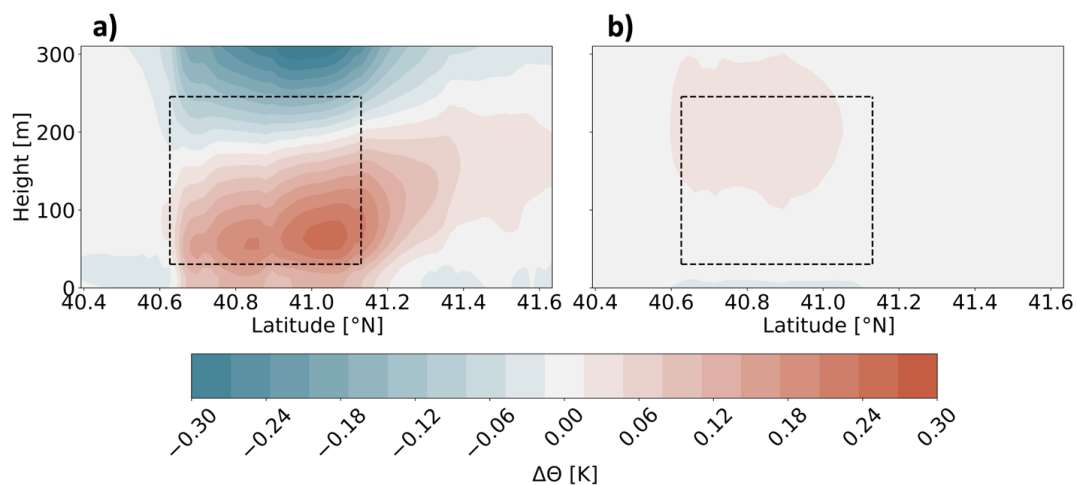 a) b)
300
200
100
0
Height [m]
40.4 40.6 40.8 41.0 41.2 41.4 41.6 40.4 40.6 40.8 41.0 41.2 41.4 41.6
Latitude [°N] Latitude [°N]
−0.30 −0.24 −0.18 −0.12 −0.06 0.00 0.06 0.12 0.18 0.24 0.30
ΔΘ [K]